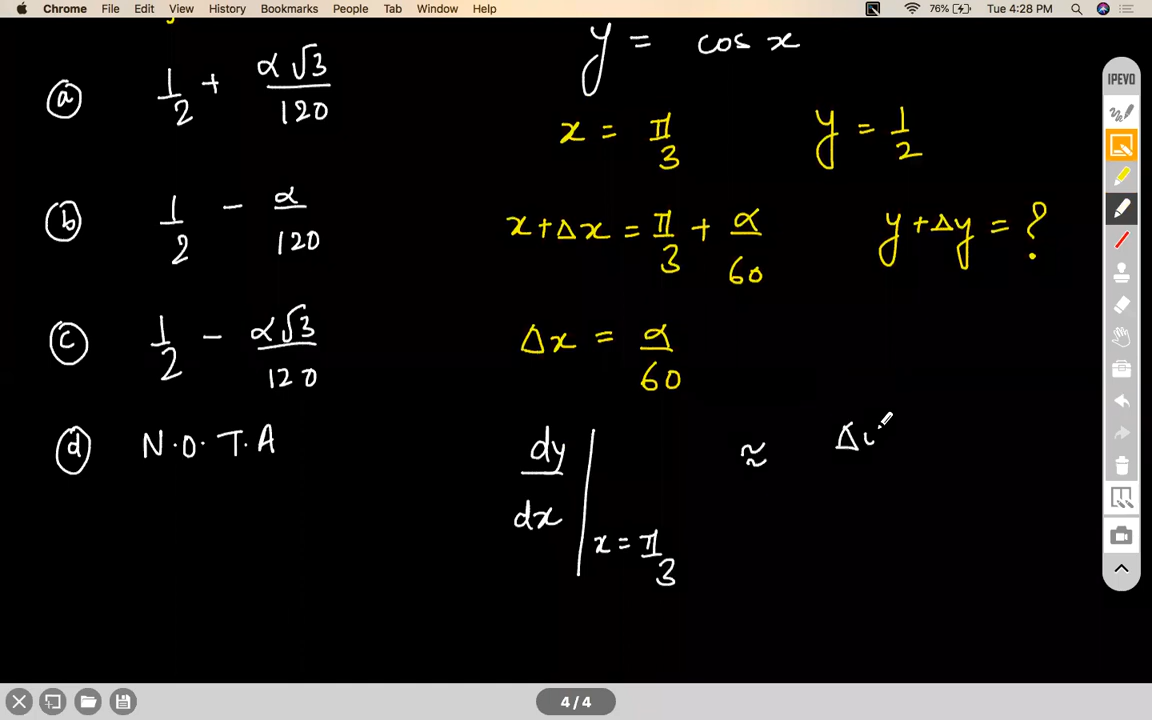 Chrome File Edit View History Bookmarks People Tab Window Help 76% Tue 4:28 PM
IPEVO
y = cos x
(a) 1/2 + α√3/120
x = π/3 y = 1/2
(b) 1/2 - α/120
x + Δx = π/3 + α/60 y + Δy = ?
(c) 1/2 - α√3/120
Δx = α/60
(d) N.O.T.A
dy/dx | x = π/3 ≈ Δ
4/4